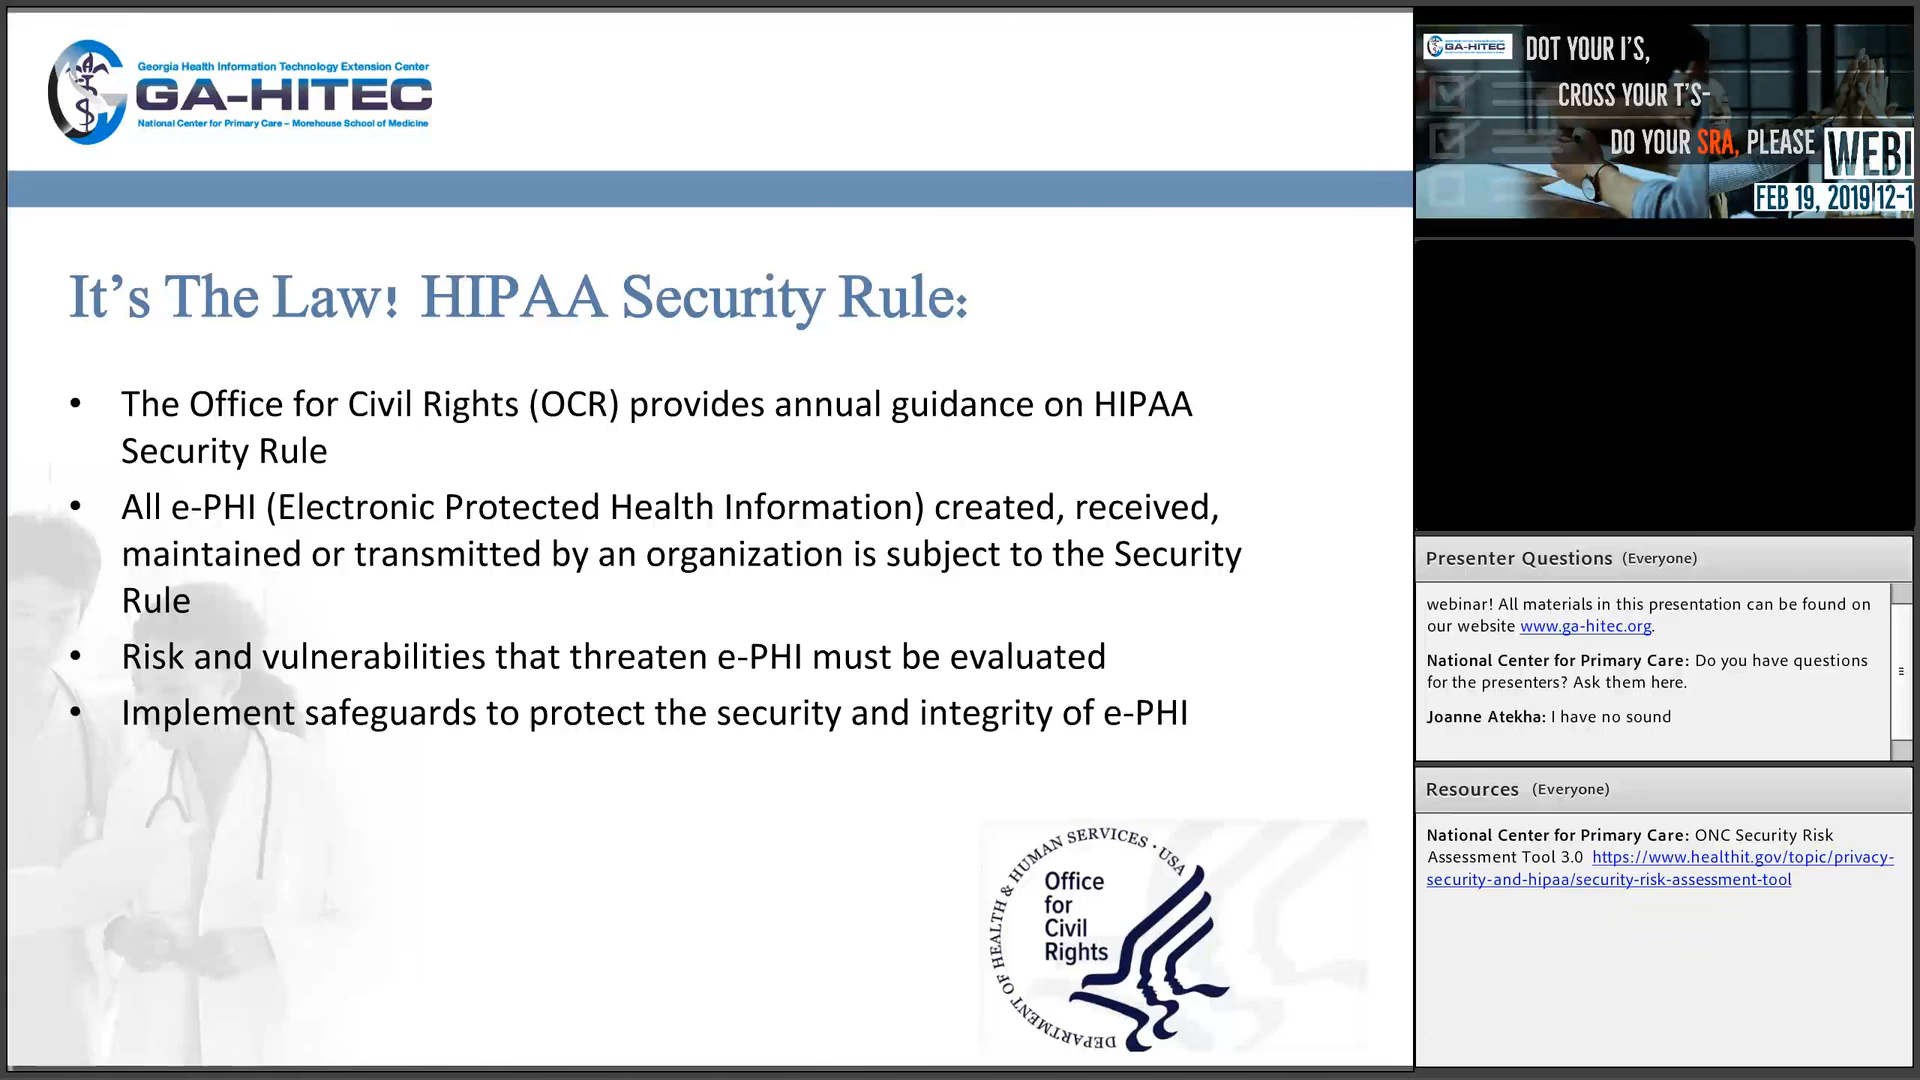 Georgia Health Information Technology Extension Center
GA-HITEC
National Center for Primary Care – Morehouse School of Medicine
It’s The Law! HIPAA Security Rule:
• The Office for Civil Rights (OCR) provides annual guidance on HIPAA
Security Rule
• All e-PHI (Electronic Protected Health Information) created, received,
maintained or transmitted by an organization is subject to the Security
Rule
• Risk and vulnerabilities that threaten e-PHI must be evaluated
• Implement safeguards to protect the security and integrity of e-PHI
DEPARTMENT OF HEALTH & HUMAN SERVICES · USA
Office
for
Civil
Rights
GA-HITEC
DOT YOUR I’S,
CROSS YOUR T’S-
DO YOUR SRA, PLEASE
WEBI
FEB 19, 2019 12-1
Presenter Questions (Everyone)
webinar! All materials in this presentation can be found on
our website www.ga-hitec.org.
National Center for Primary Care: Do you have questions
for the presenters? Ask them here.
Joanne Atekha: I have no sound
Resources (Everyone)
National Center for Primary Care: ONC Security Risk
Assessment Tool 3.0 https://www.healthit.gov/topic/privacy-
security-and-hipaa/security-risk-assessment-tool